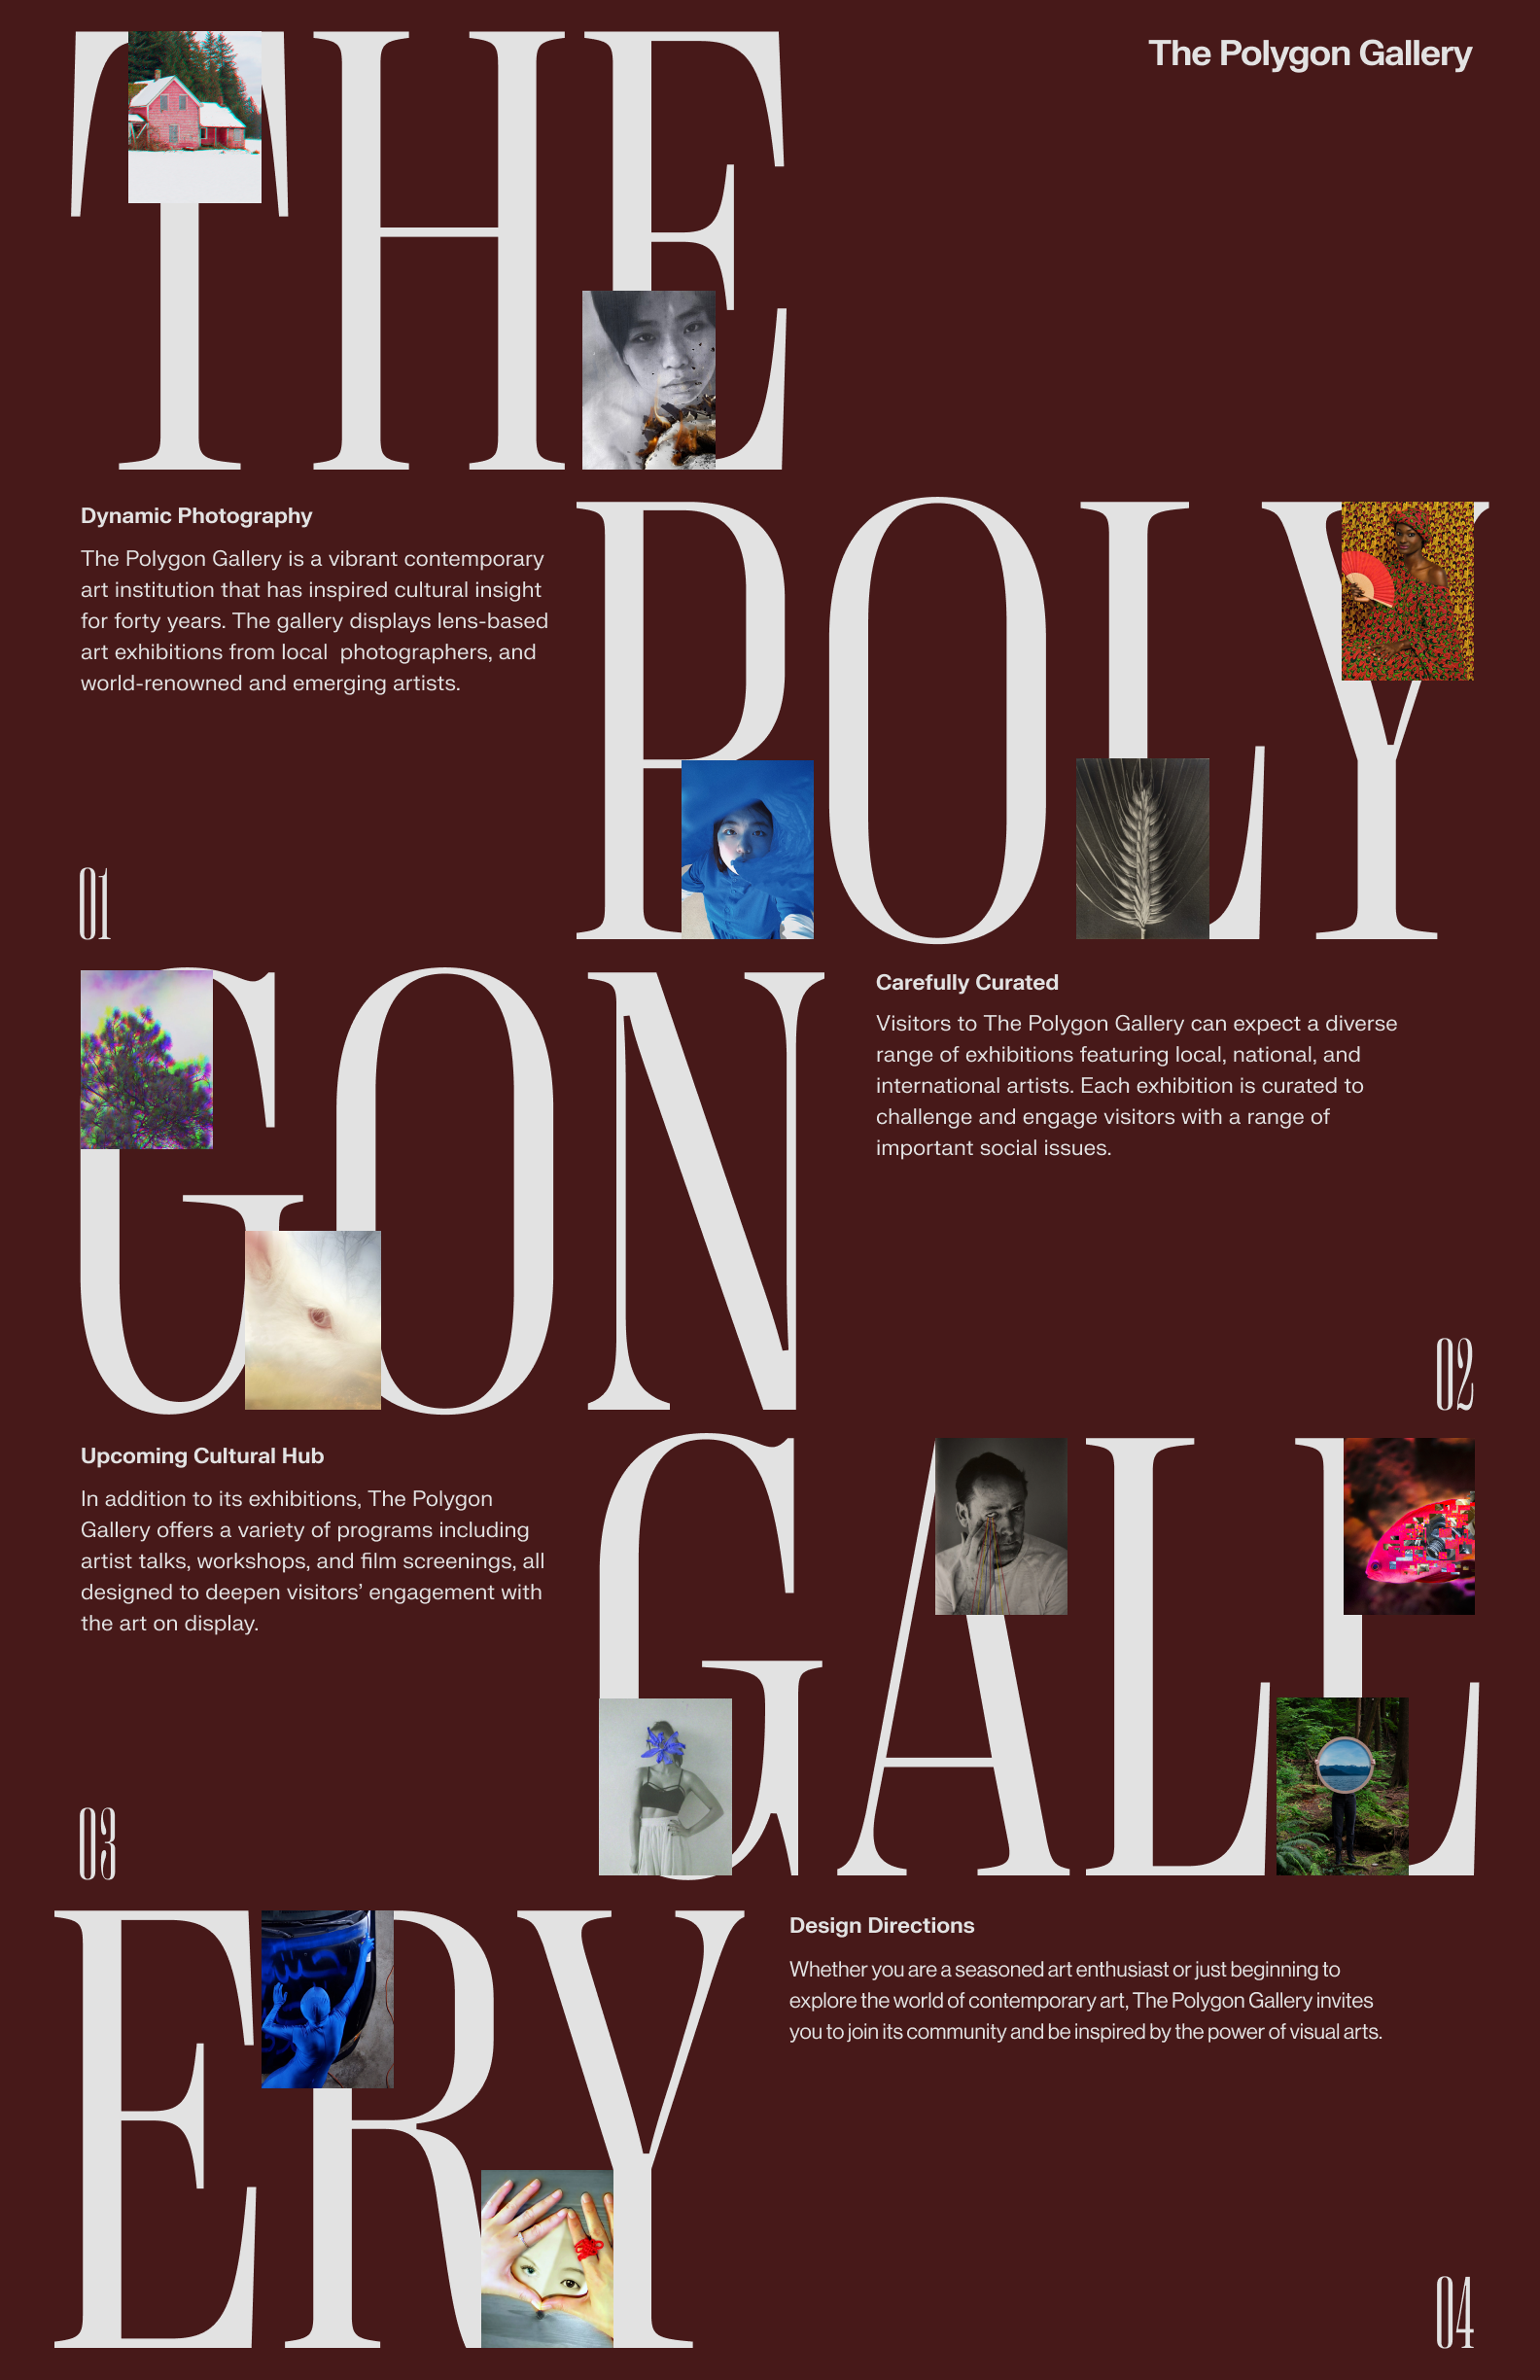 THE
The Polygon Gallery
Dynamic Photography
The Polygon Gallery is a vibrant contemporary
art institution that has inspired cultural insight
for forty years. The gallery displays lens-based
art exhibitions from local  photographers, and
world-renowned and emerging artists.
01
POLY
GON
Carefully Curated
Visitors to The Polygon Gallery can expect a diverse
range of exhibitions featuring local, national, and
international artists. Each exhibition is curated to
challenge and engage visitors with a range of
important social issues.
02
Upcoming Cultural Hub
In addition to its exhibitions, The Polygon
Gallery offers a variety of programs including
artist talks, workshops, and film screenings, all
designed to deepen visitors’ engagement with
the art on display.
03
GALL
ERY
Design Directions
Whether you are a seasoned art enthusiast or just beginning to
explore the world of contemporary art, The Polygon Gallery invites
you to join its community and be inspired by the power of visual arts.
04